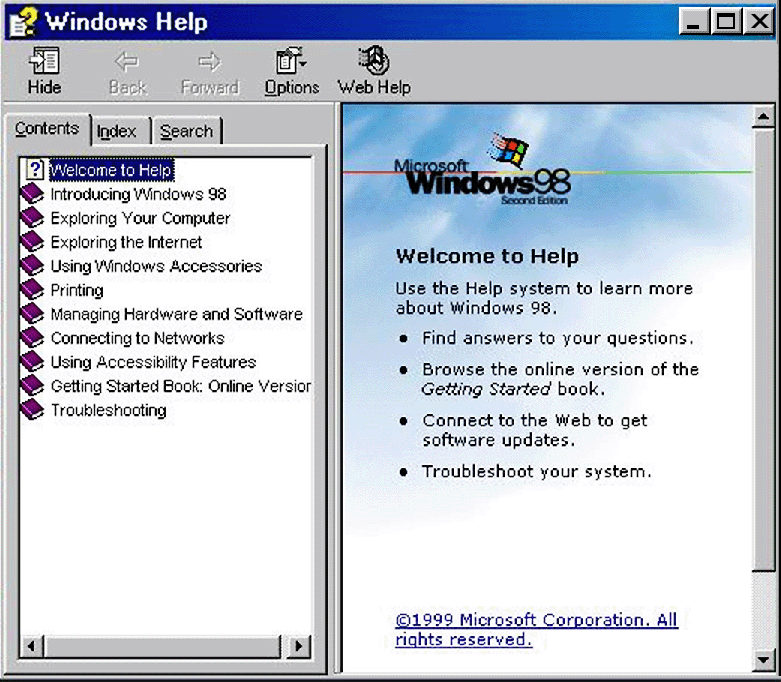 Windows Help
Hide Back Forward Options Web Help
Contents Index Search
Welcome to Help
Introducing Windows 98
Exploring Your Computer
Exploring the Internet
Using Windows Accessories
Printing
Managing Hardware and Software
Connecting to Networks
Using Accessibility Features
Getting Started Book: Online Version
Troubleshooting
Microsoft
Windows98
Second Edition
Welcome to Help
Use the Help system to learn more
about Windows 98.
• Find answers to your questions.
• Browse the online version of the
Getting Started book.
• Connect to the Web to get
software updates.
• Troubleshoot your system.
©1999 Microsoft Corporation. All
rights reserved.